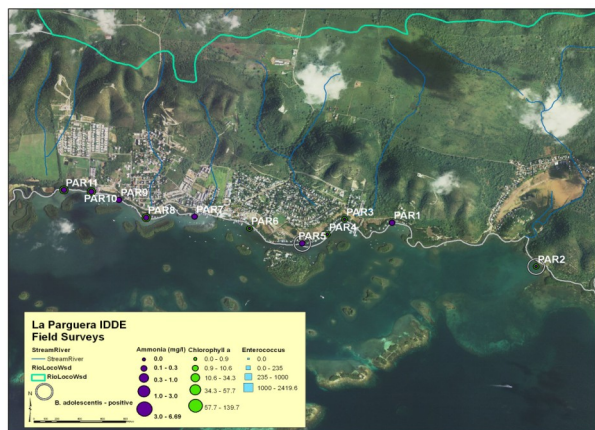 PAR11
PAR10
PAR9
PAR8
PAR7
PAR6
PAR5
PAR4
PAR3
PAR1
PAR2
La Parguera IDDE
Field Surveys
StreamRiver
StreamRiver
RioLocoWsd
RioLocoWsd
B. adolescentis - positive
N
Ammonia (mg/l)
0.0
0.1 - 0.3
0.3 - 1.0
1.0 - 3.0
3.0 - 6.69
Chlorophyll a
0.0 - 0.9
0.9 - 10.6
10.6 - 34.3
34.3 - 57.7
57.7 - 139.7
Enterococcus
0.0
0.0 - 235
235 - 1000
1000 - 2419.6